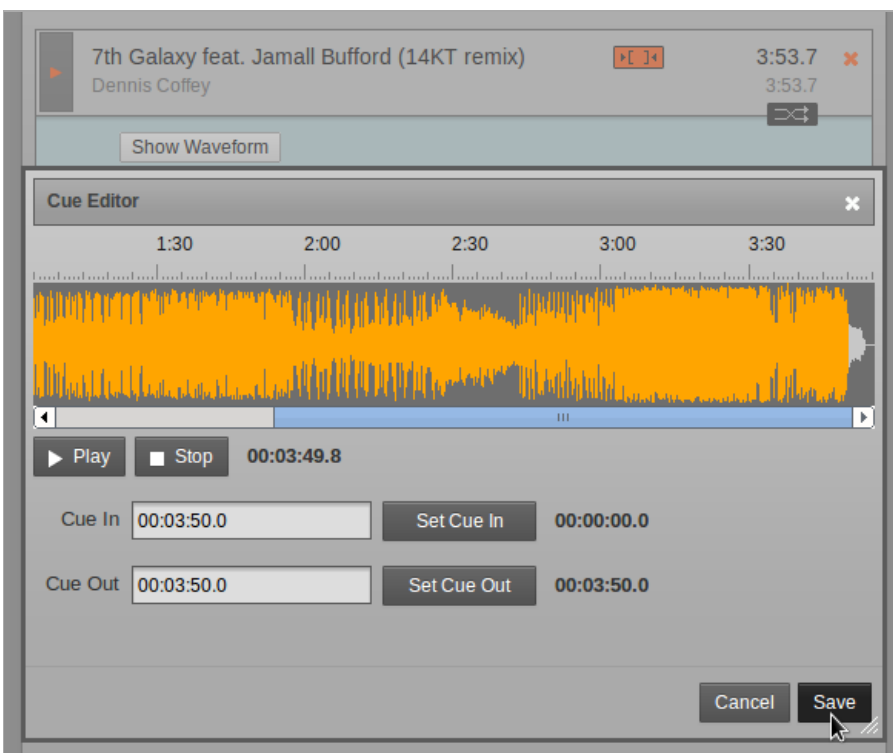 7th Galaxy feat. Jamall Bufford (14KT remix) 3:53.7
Dennis Coffey 3:53.7
Show Waveform
Cue Editor
1:30 2:00 2:30 3:00 3:30
Play Stop 00:03:49.8
Cue In 00:03:50.0 Set Cue In 00:00:00.0
Cue Out 00:03:50.0 Set Cue Out 00:03:50.0
Cancel Save